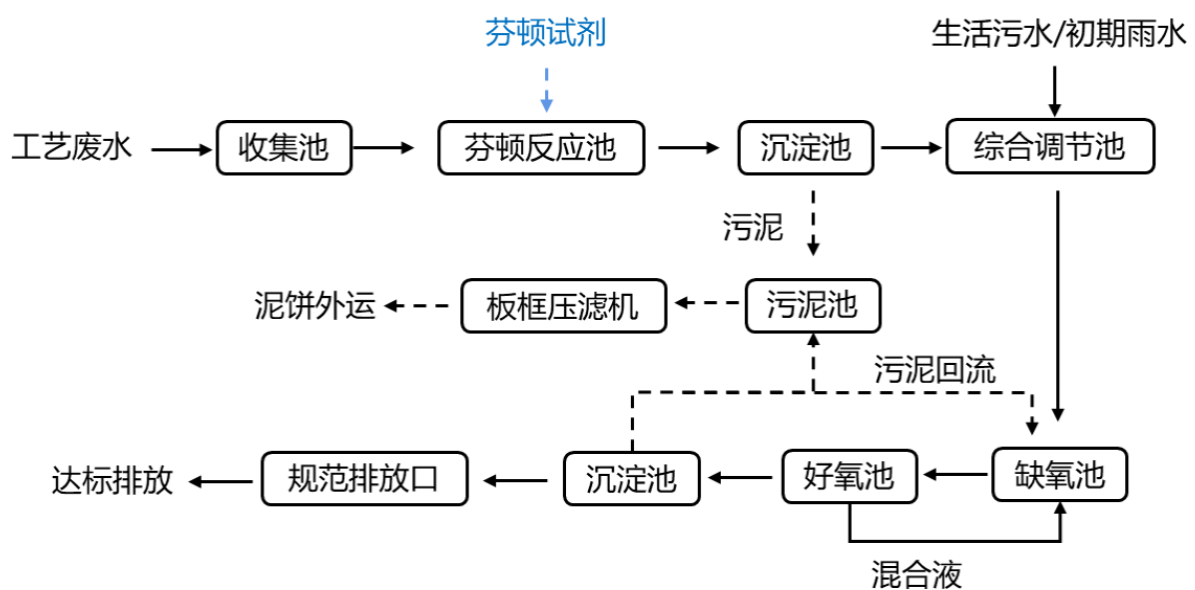 芬顿试剂
生活污水/初期雨水
工艺废水
收集池
芬顿反应池
沉淀池
综合调节池
污泥
泥饼外运
板框压滤机
污泥池
污泥回流
达标排放
规范排放口
沉淀池
好氧池
缺氧池
混合液